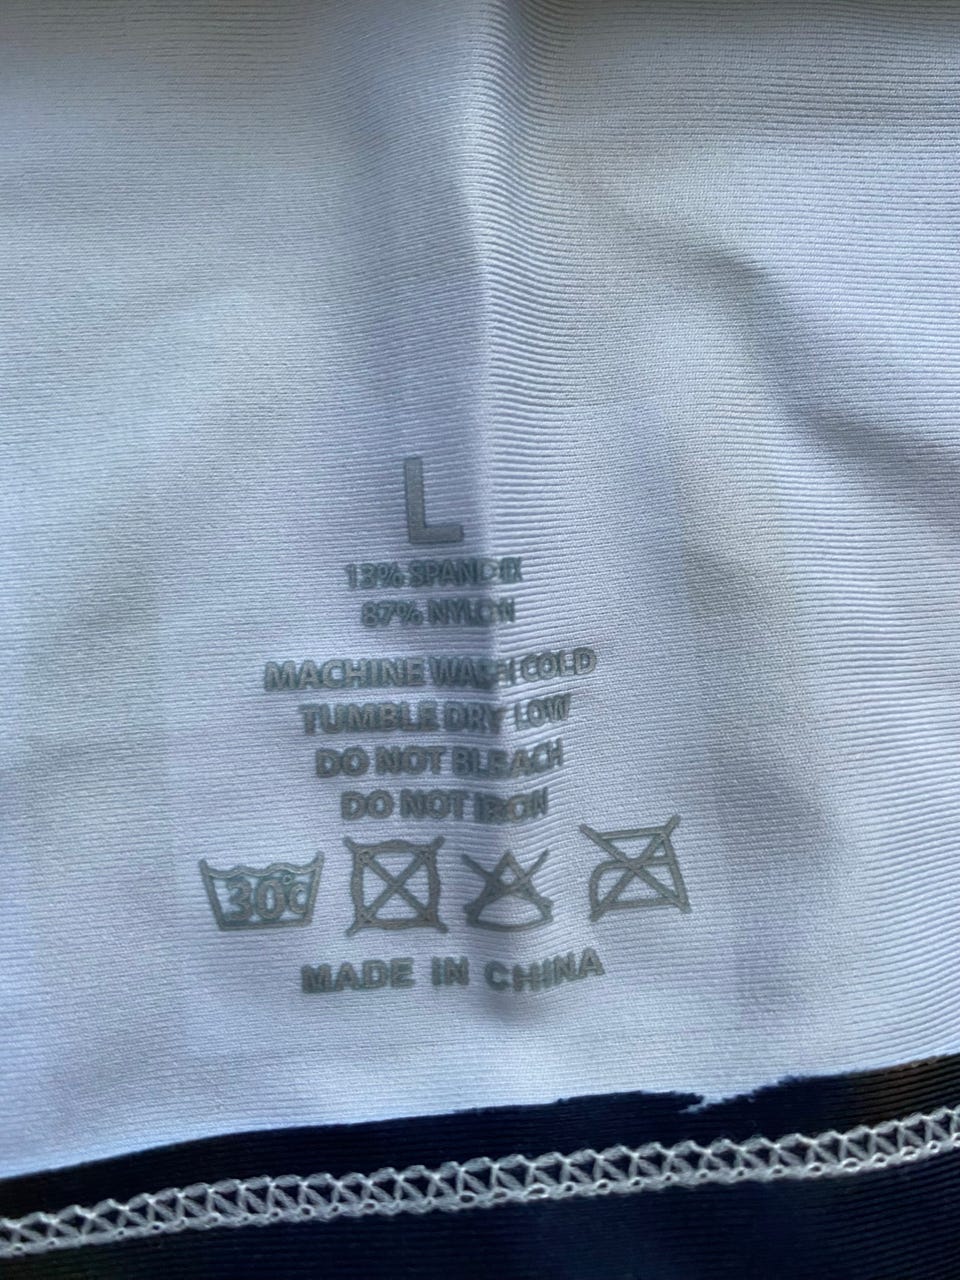 L
13% SPANDEX
87% NYLON
MACHINE WASH COLD
TUMBLE DRY LOW
DO NOT BLEACH
DO NOT IRON
30°C
MADE IN CHINA